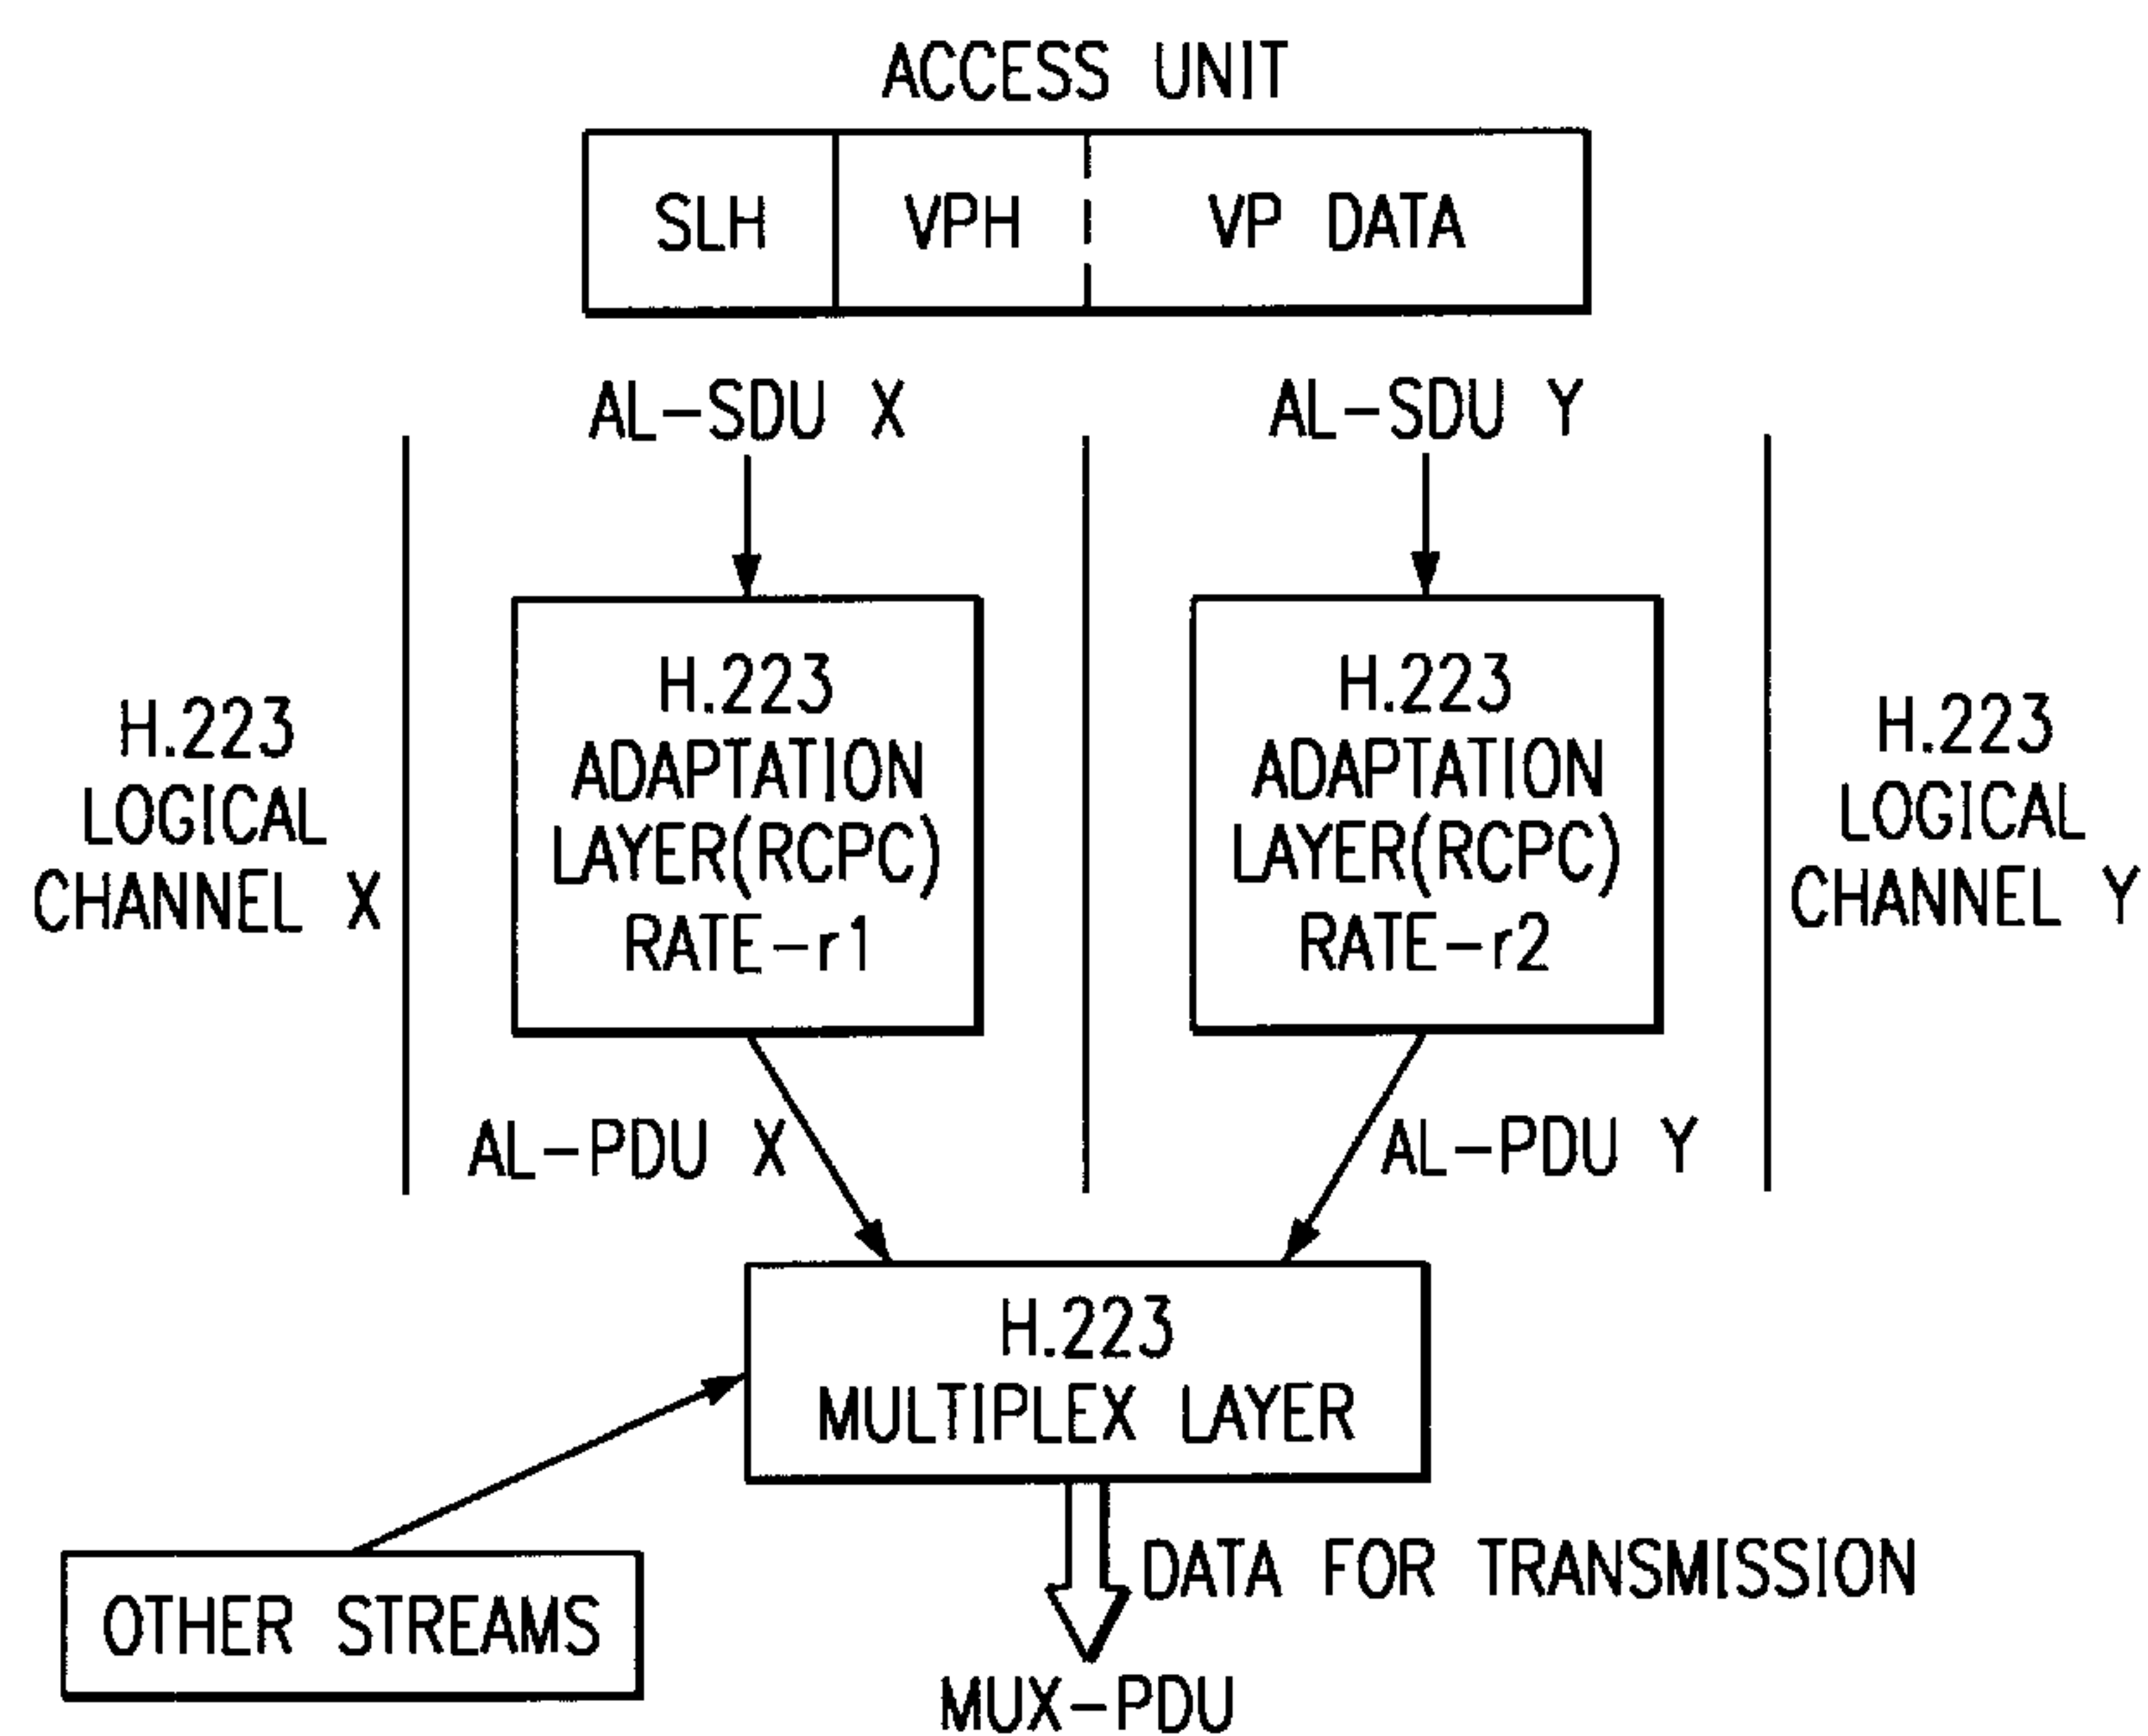 ACCESS UNIT
SLH VPH VP DATA
AL-SDU X AL-SDU Y
H.223
LOGICAL
CHANNEL X
H.223
ADAPTATION
LAYER(RCPC)
RATE-r1
H.223
ADAPTATION
LAYER(RCPC)
RATE-r2
H.223
LOGICAL
CHANNEL Y
AL-PDU X AL-PDU Y
H.223
MULTIPLEX LAYER
OTHER STREAMS
DATA FOR TRANSMISSION
MUX-PDU